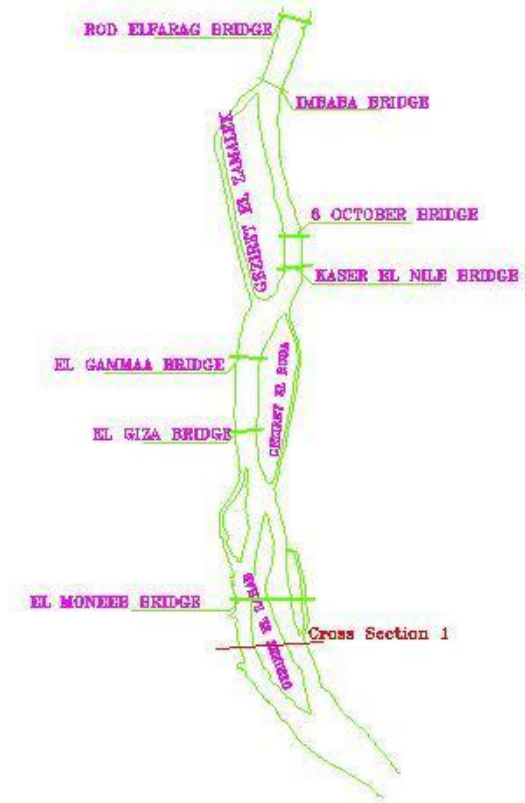 ROD ELFARAG BRIDGE
IMBABA BRIDGE
GEZIRET EL ZAMALEK
6 OCTOBER BRIDGE
KASER EL NILE BRIDGE
EL GAMMAA BRIDGE
GEZIRET EL RODA
EL GIZA BRIDGE
EL MONEEB BRIDGE
Cross Section 1